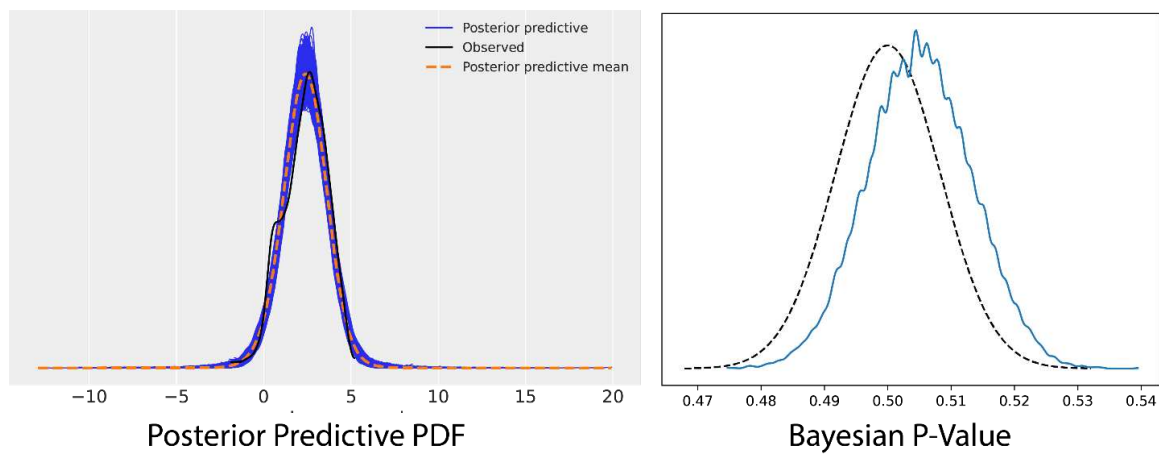 Posterior predictive
Observed
Posterior predictive mean
−10 −5 0 5 10 15 20
Posterior Predictive PDF
0.47 0.48 0.49 0.50 0.51 0.52 0.53 0.54
Bayesian P-Value